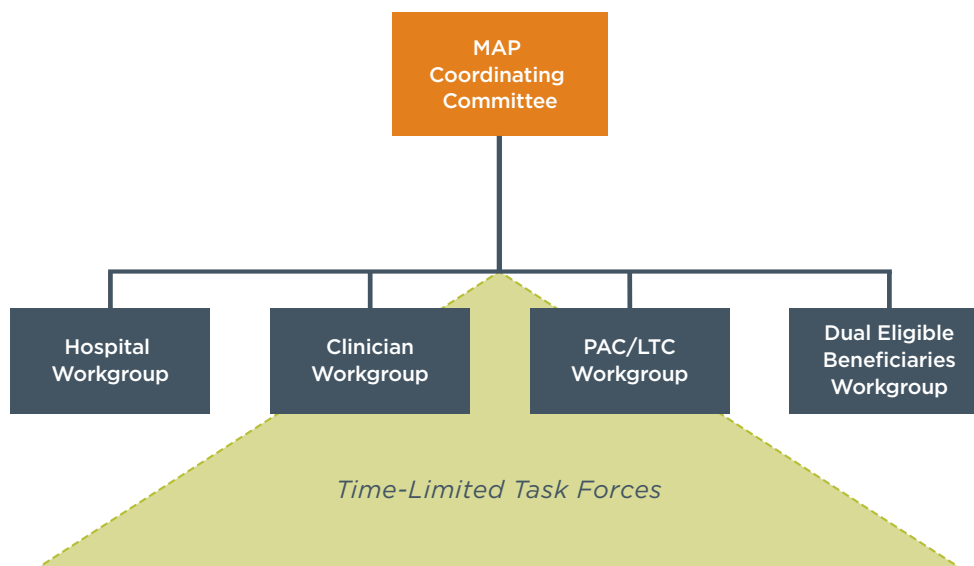 MAP
Coordinating
Committee
Hospital
Workgroup
Clinician
Workgroup
PAC/LTC
Workgroup
Dual Eligible
Beneficiaries
Workgroup
Time-Limited Task Forces